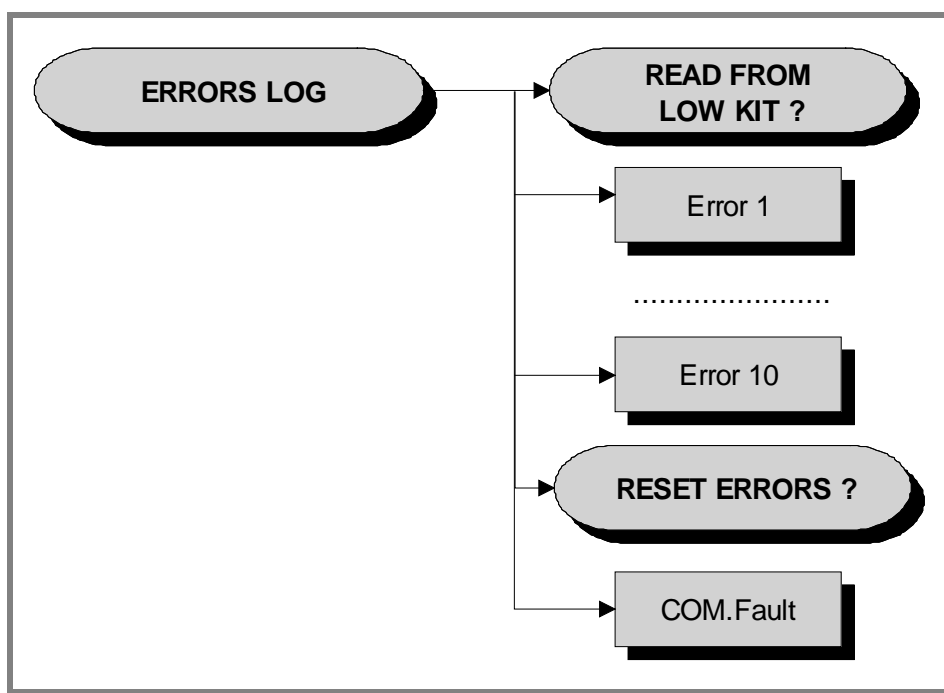 ERRORS LOG
READ FROM
LOW KIT ?
Error 1
.......................
Error 10
RESET ERRORS ?
COM.Fault